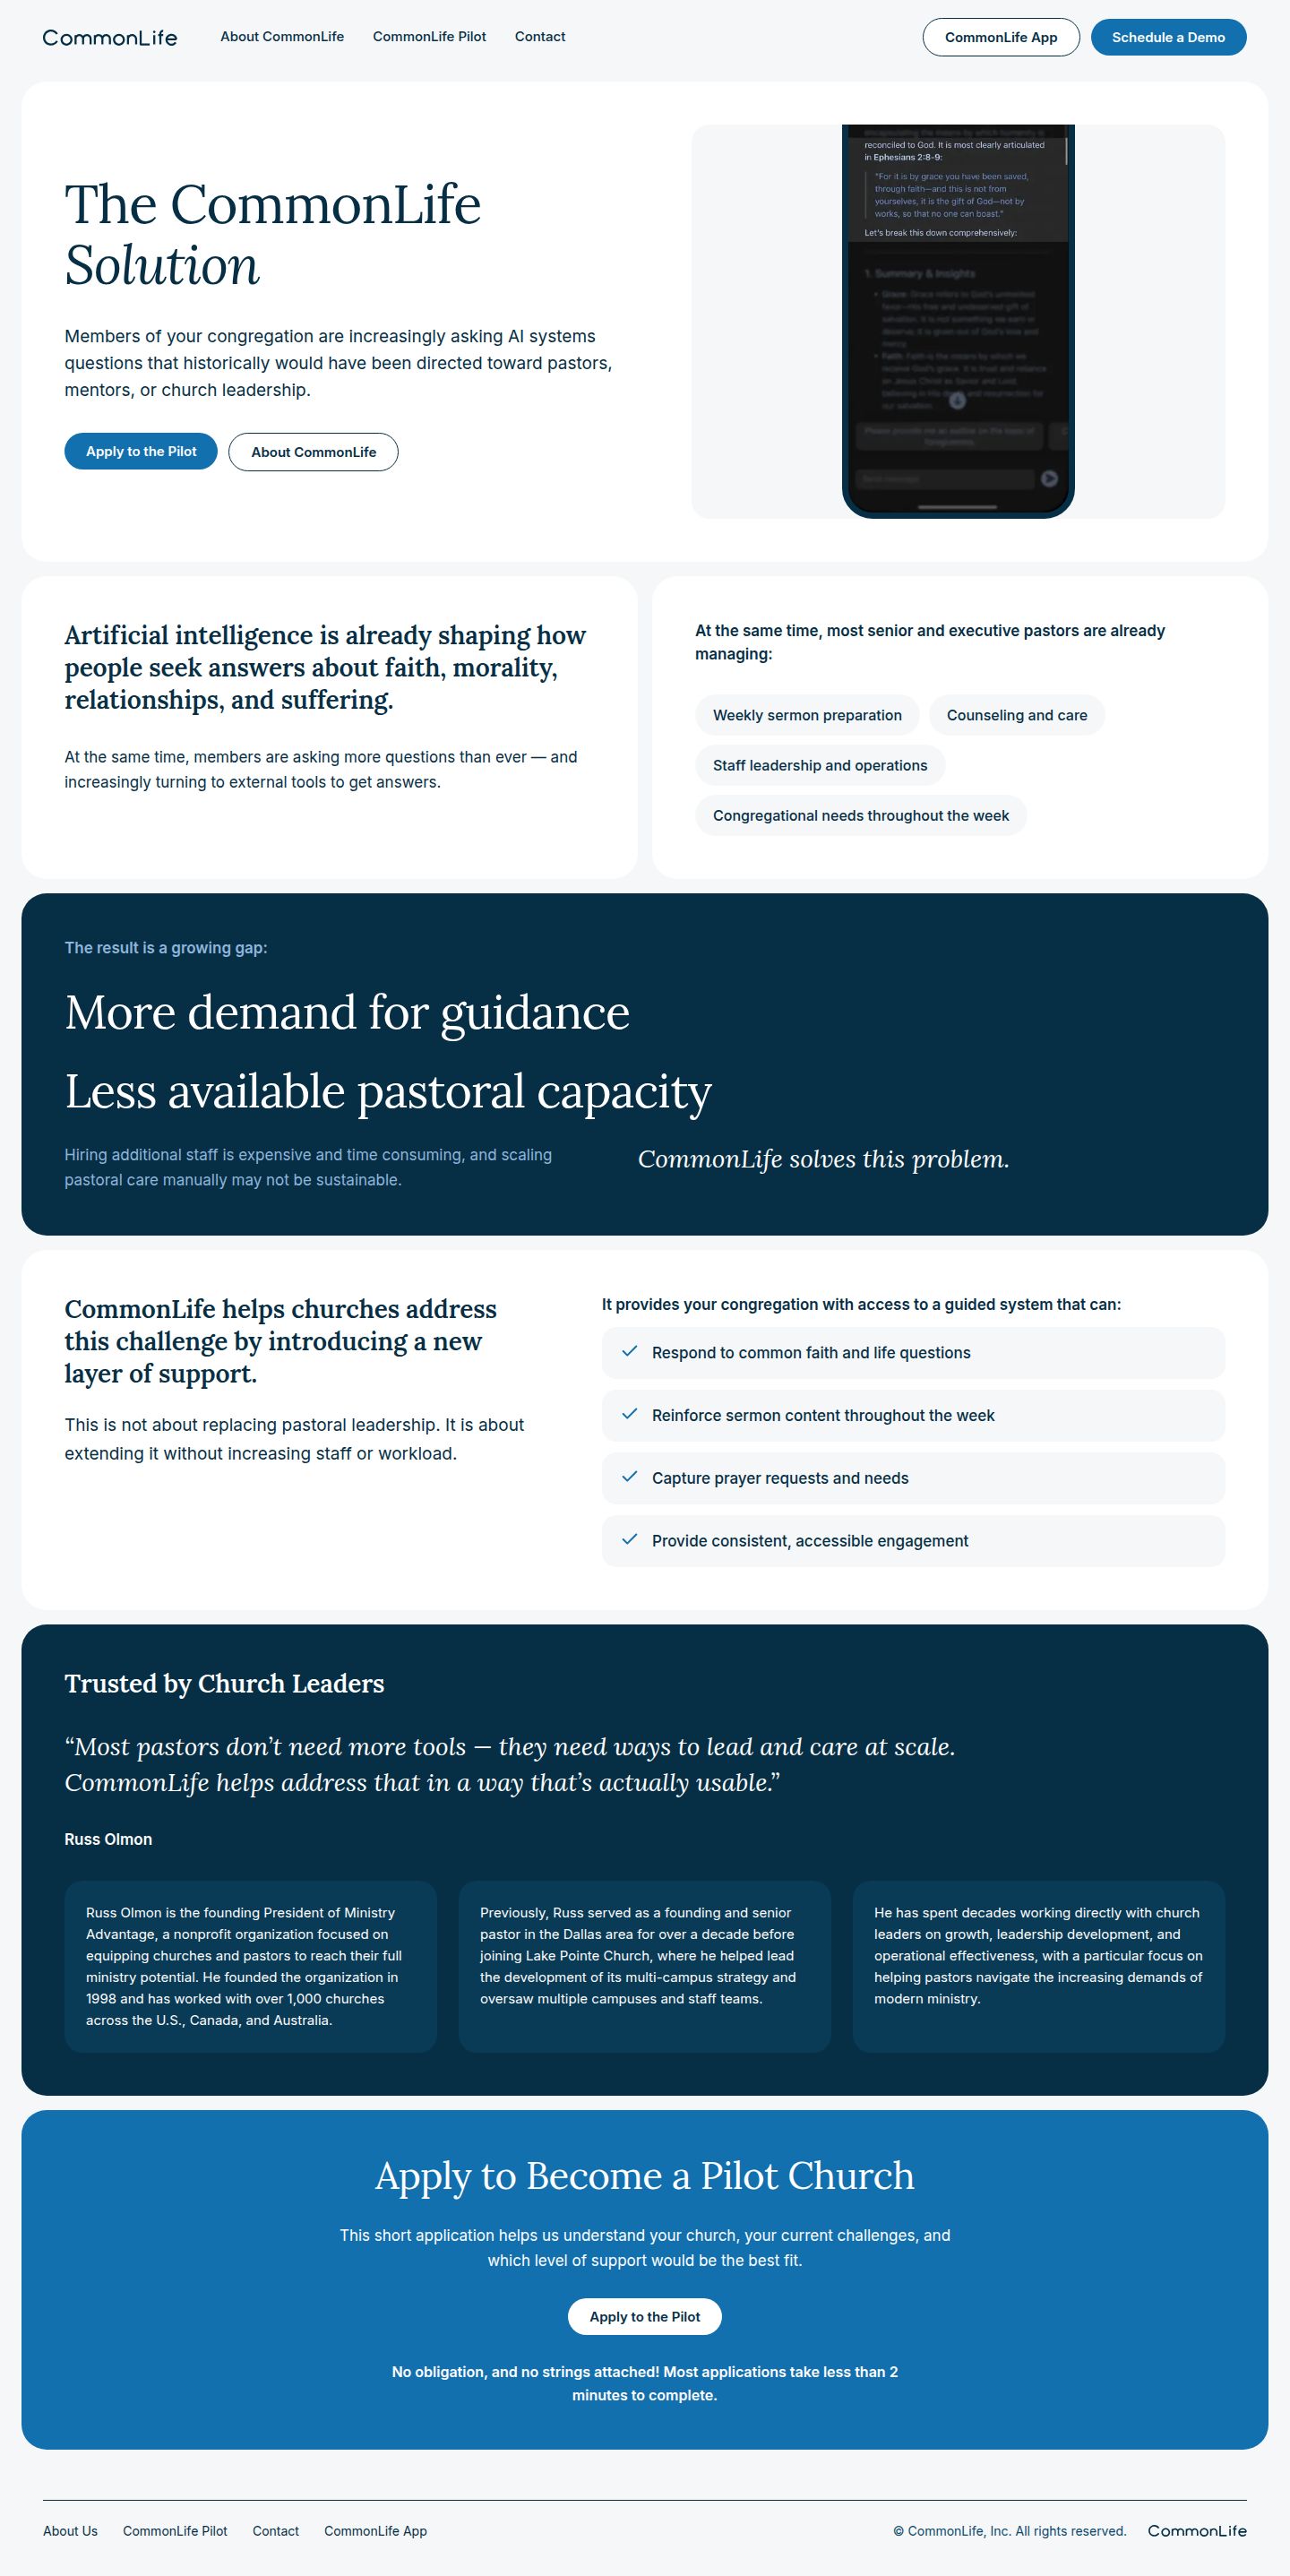 CommonLife
About CommonLife
CommonLife Pilot
Contact
CommonLife App
Schedule a Demo
The CommonLife
Solution
Members of your congregation are increasingly asking AI systems
questions that historically would have been directed toward pastors,
mentors, or church leadership.
Apply to the Pilot
About CommonLife
reconciled to God. It is most clearly articulated
in Ephesians 2:8-9:
"For it is by grace you have been saved,
through faith—and this is not from
yourselves, it is the gift of God—not by
works, so that no one can boast."
Let's break this down comprehensively:
1. Summary & Insights
Artificial intelligence is already shaping how
people seek answers about faith, morality,
relationships, and suffering.
At the same time, members are asking more questions than ever — and
increasingly turning to external tools to get answers.
At the same time, most senior and executive pastors are already
managing:
Weekly sermon preparation
Counseling and care
Staff leadership and operations
Congregational needs throughout the week
The result is a growing gap:
More demand for guidance
Less available pastoral capacity
Hiring additional staff is expensive and time consuming, and scaling
pastoral care manually may not be sustainable.
CommonLife solves this problem.
CommonLife helps churches address
this challenge by introducing a new
layer of support.
This is not about replacing pastoral leadership. It is about
extending it without increasing staff or workload.
It provides your congregation with access to a guided system that can:
Respond to common faith and life questions
Reinforce sermon content throughout the week
Capture prayer requests and needs
Provide consistent, accessible engagement
Trusted by Church Leaders
“Most pastors don’t need more tools — they need ways to lead and care at scale.
CommonLife helps address that in a way that’s actually usable.”
Russ Olmon
Russ Olmon is the founding President of Ministry
Advantage, a nonprofit organization focused on
equipping churches and pastors to reach their full
ministry potential. He founded the organization in
1998 and has worked with over 1,000 churches
across the U.S., Canada, and Australia.
Previously, Russ served as a founding and senior
pastor in the Dallas area for over a decade before
joining Lake Pointe Church, where he helped lead
the development of its multi-campus strategy and
oversaw multiple campuses and staff teams.
He has spent decades working directly with church
leaders on growth, leadership development, and
operational effectiveness, with a particular focus on
helping pastors navigate the increasing demands of
modern ministry.
Apply to Become a Pilot Church
This short application helps us understand your church, your current challenges, and
which level of support would be the best fit.
Apply to the Pilot
No obligation, and no strings attached! Most applications take less than 2
minutes to complete.
About Us
CommonLife Pilot
Contact
CommonLife App
© CommonLife, Inc. All rights reserved.
CommonLife